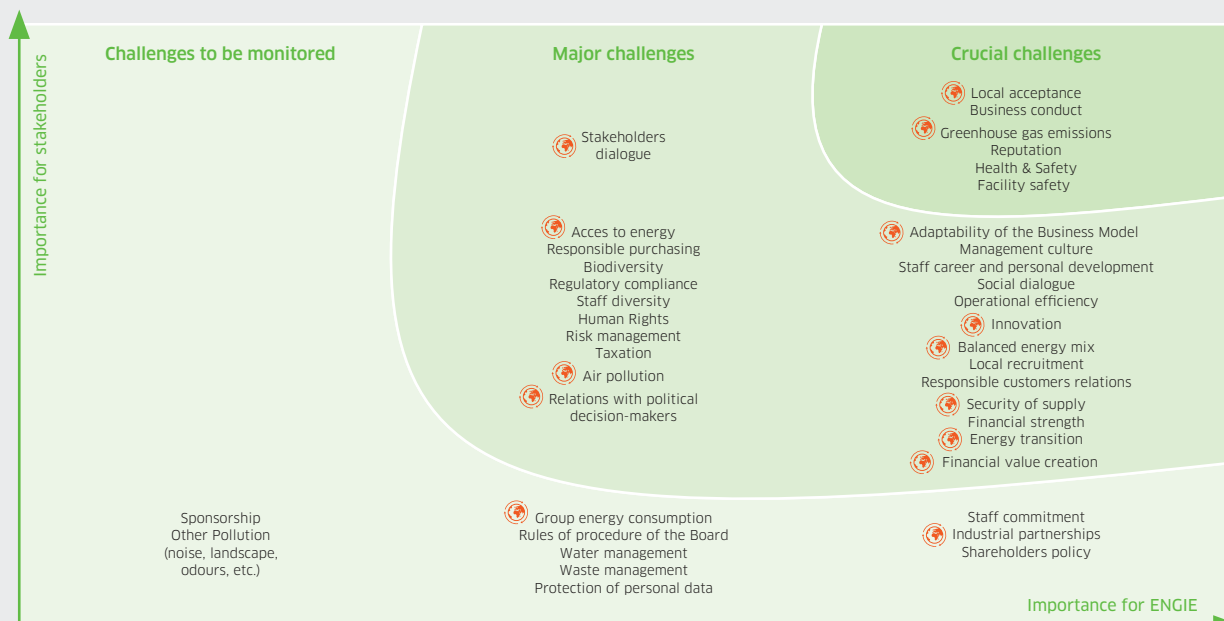 Importance for stakeholders
Challenges to be monitored
Major challenges
Crucial challenges
Local acceptance
Business conduct
Greenhouse gas emissions
Reputation
Health & Safety
Facility safety
Stakeholders
dialogue
Acces to energy
Responsible purchasing
Biodiversity
Regulatory compliance
Staff diversity
Human Rights
Risk management
Taxation
Air pollution
Relations with political
decision-makers
Adaptability of the Business Model
Management culture
Staff career and personal development
Social dialogue
Operational efficiency
Innovation
Balanced energy mix
Local recruitment
Responsible customers relations
Security of supply
Financial strength
Energy transition
Financial value creation
Sponsorship
Other Pollution
(noise, landscape,
odours, etc.)
Group energy consumption
Rules of procedure of the Board
Water management
Waste management
Protection of personal data
Staff commitment
Industrial partnerships
Shareholders policy
Importance for ENGIE